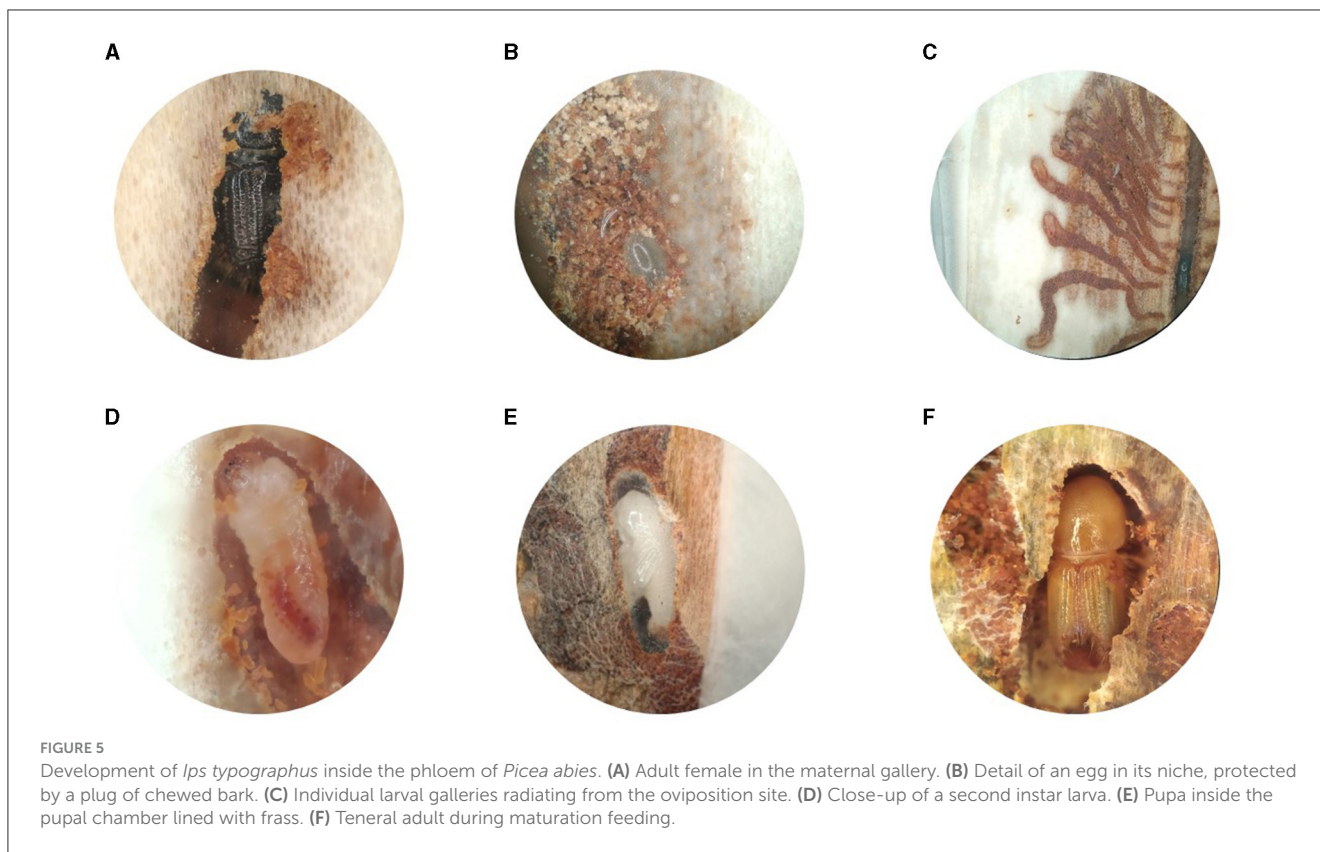 A
B
C
D
E
F
FIGURE 5
Development of Ips typographus inside the phloem of Picea abies. (A) Adult female in the maternal gallery. (B) Detail of an egg in its niche, protected
by a plug of chewed bark. (C) Individual larval galleries radiating from the oviposition site. (D) Close-up of a second instar larva. (E) Pupa inside the
pupal chamber lined with frass. (F) Teneral adult during maturation feeding.